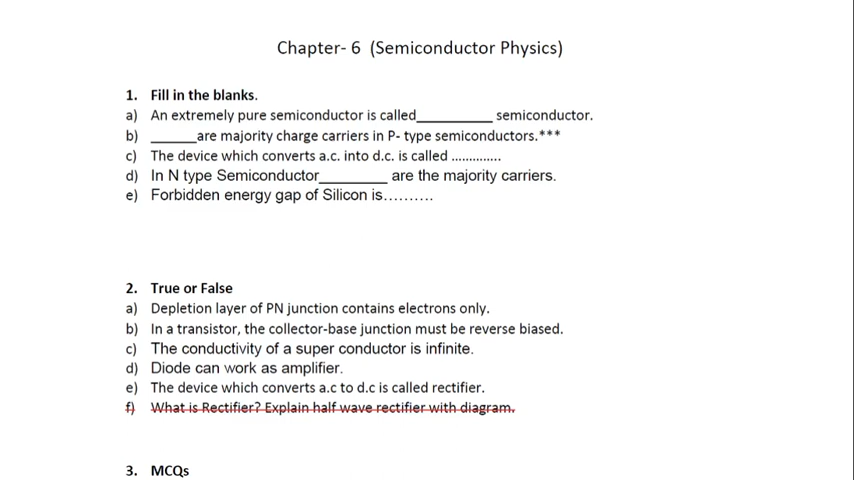 Chapter- 6 (Semiconductor Physics)
1. Fill in the blanks.
a) An extremely pure semiconductor is called__________ semiconductor.
b) ______are majority charge carriers in P- type semiconductors.***
c) The device which converts a.c. into d.c. is called ..............
d) In N type Semiconductor________ are the majority carriers.
e) Forbidden energy gap of Silicon is……….
2. True or False
a) Depletion layer of PN junction contains electrons only.
b) In a transistor, the collector-base junction must be reverse biased.
c) The conductivity of a super conductor is infinite.
d) Diode can work as amplifier.
e) The device which converts a.c to d.c is called rectifier.
f) What is Rectifier? Explain half wave rectifier with diagram.
3. MCQs